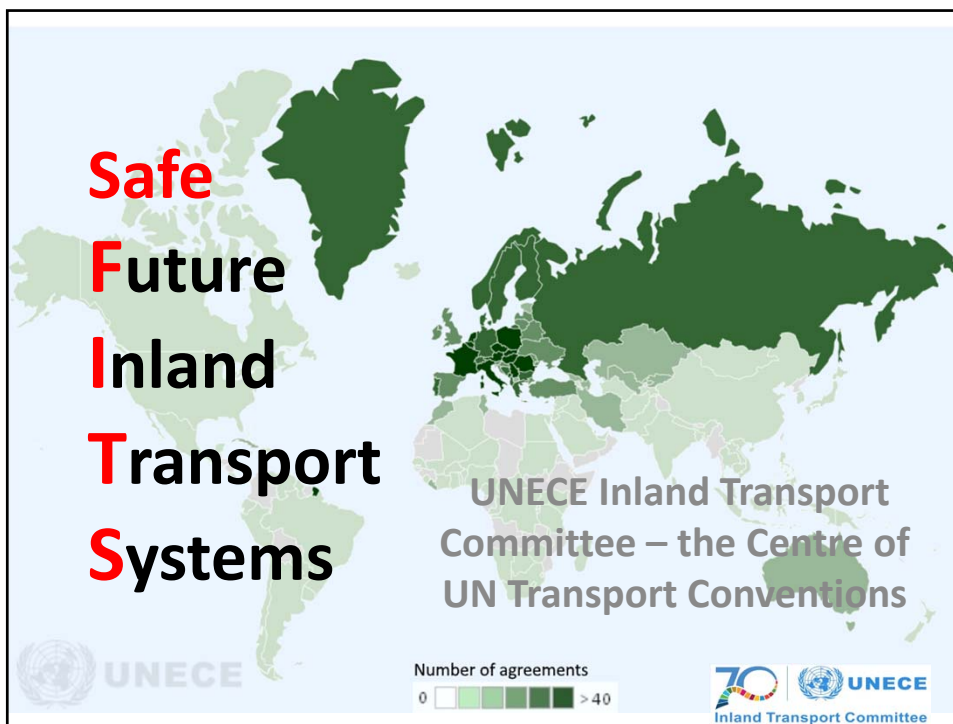 Safe
Future
Inland
Transport
Systems
UNECE Inland Transport
Committee – the Centre of
UN Transport Conventions
UNECE
Number of agreements
0 >40
70 UNECE
Inland Transport Committee